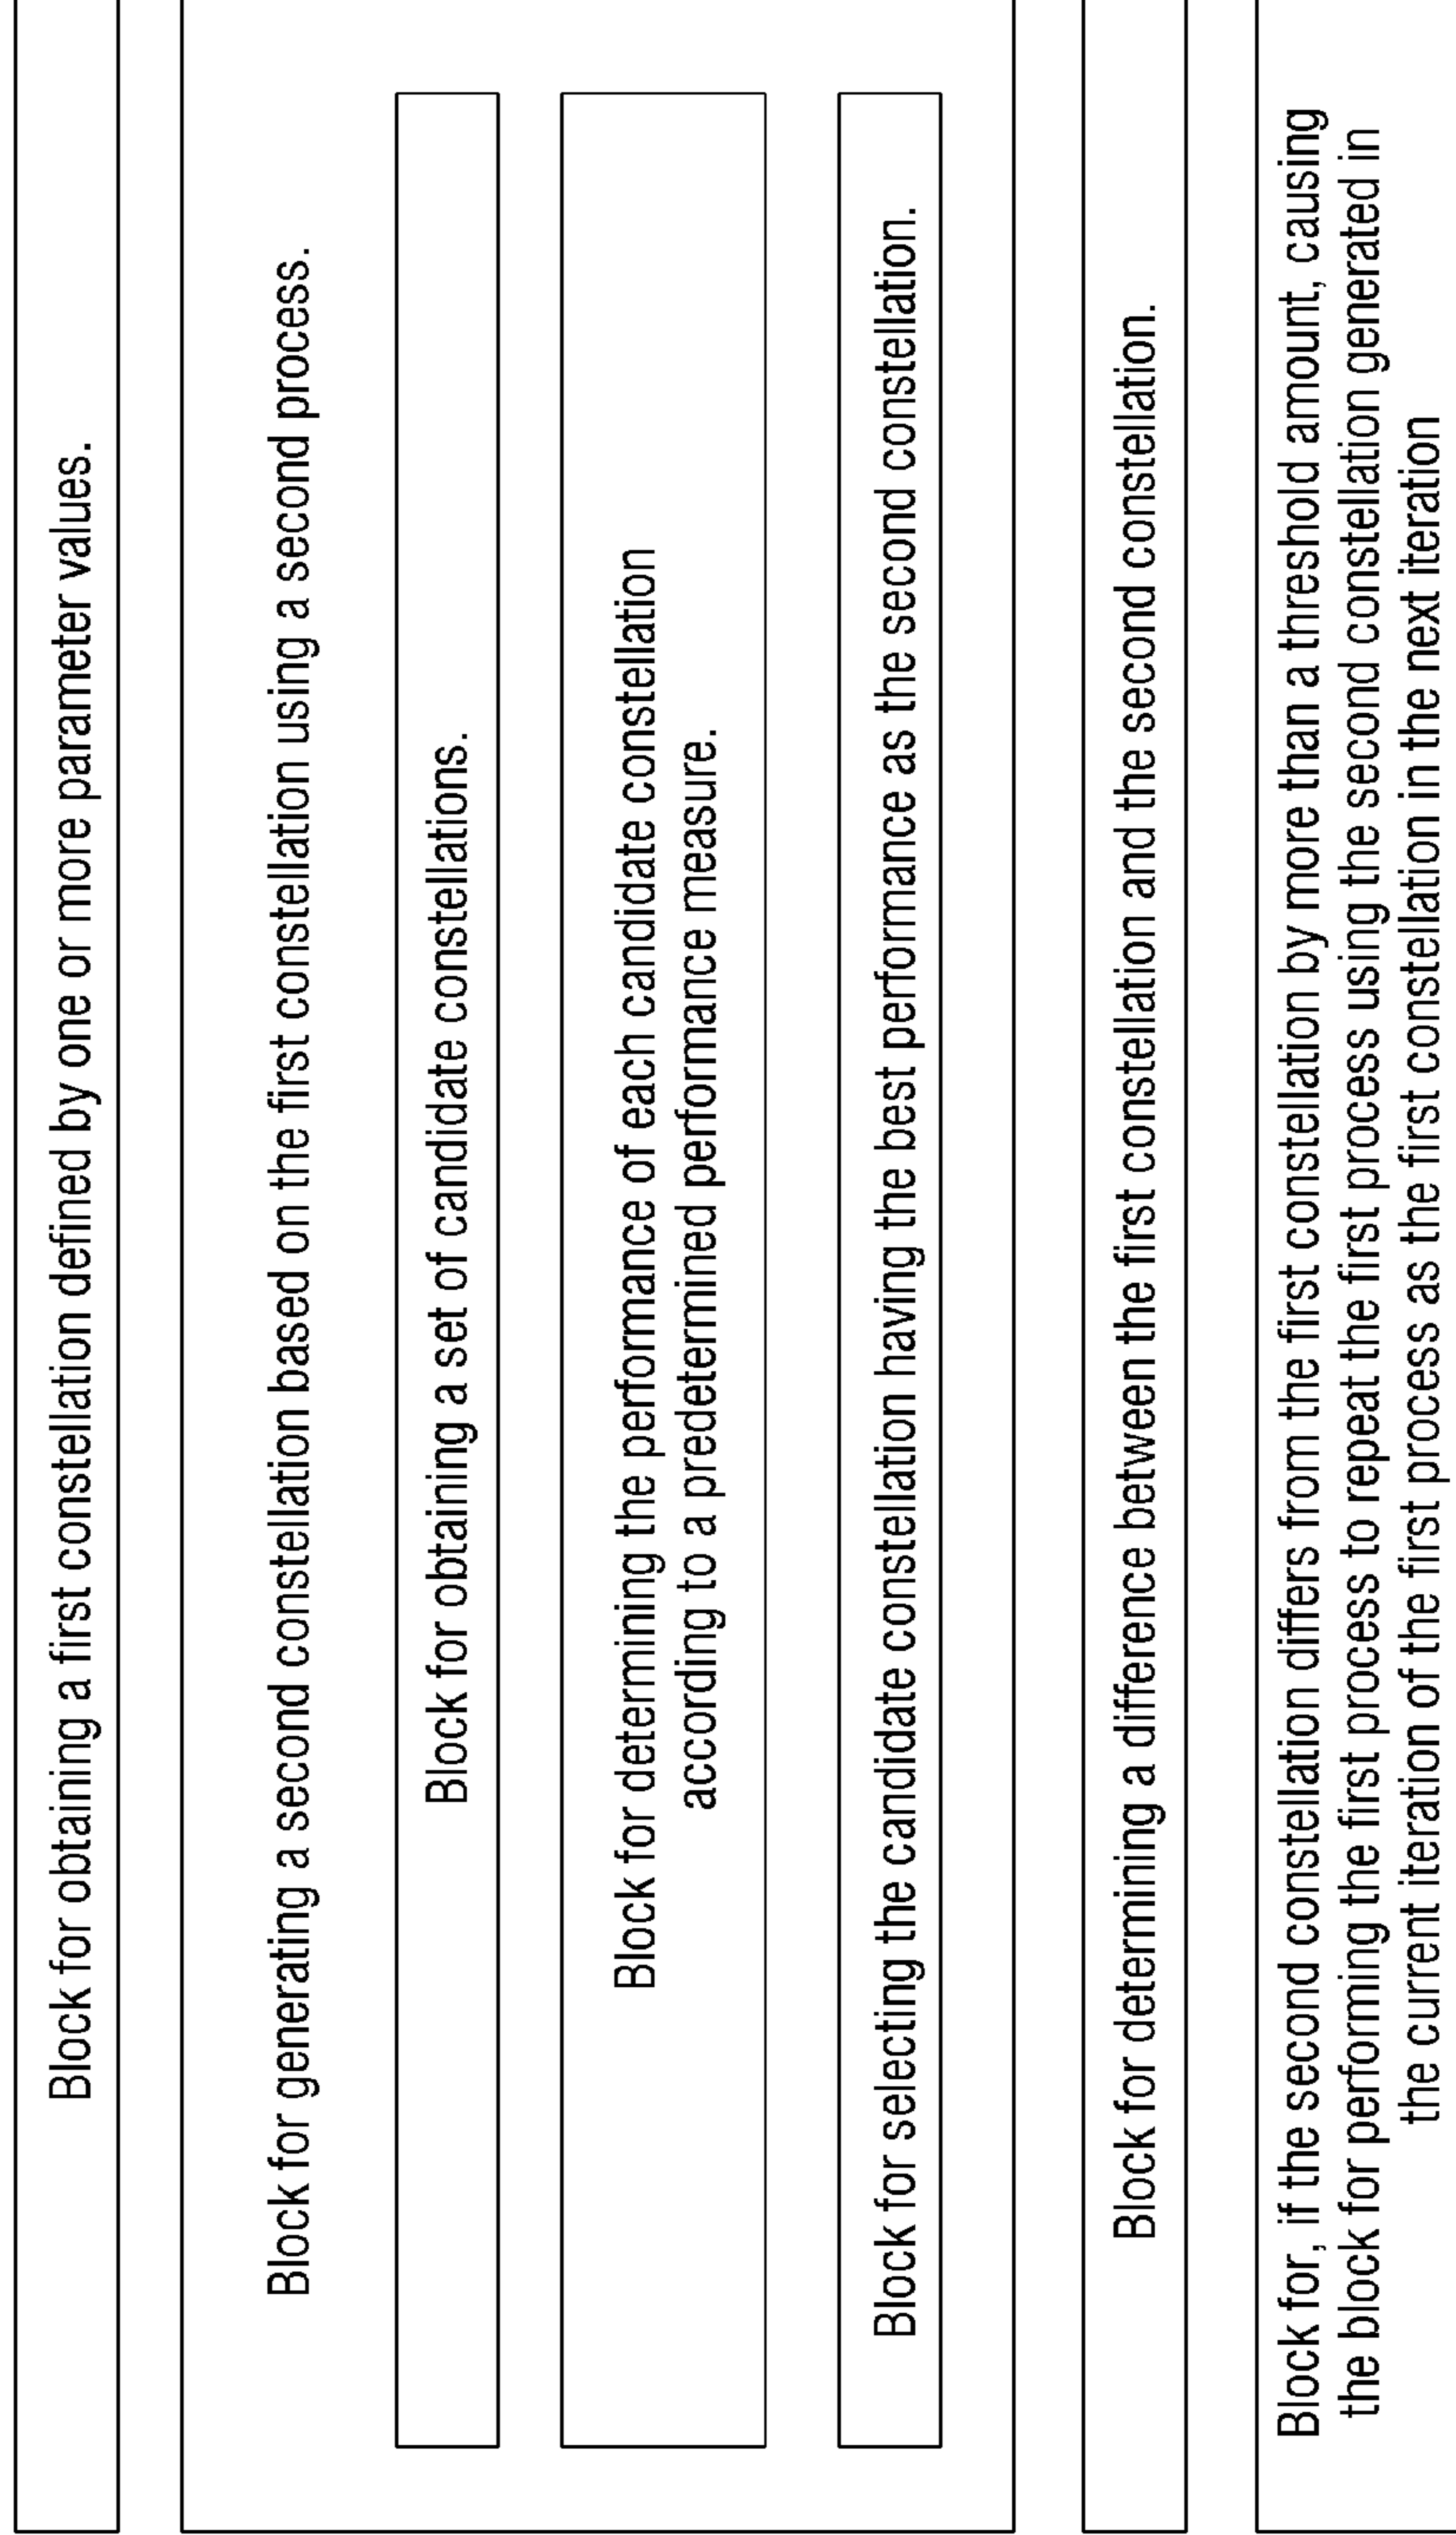 Block for obtaining a first constellation defined by one or more parameter values.
Block for generating a second constellation based on the first constellation using a second process.
Block for obtaining a set of candidate constellations.
Block for determining the performance of each candidate constellation
according to a predetermined performance measure.
Block for selecting the candidate constellation having the best performance as the second constellation.
Block for determining a difference between the first constellation and the second constellation.
Block for, if the second constellation differs from the first constellation by more than a threshold amount, causing
the block for performing the first process to repeat the first process using the second constellation generated in
the current iteration of the first process as the first constellation in the next iteration